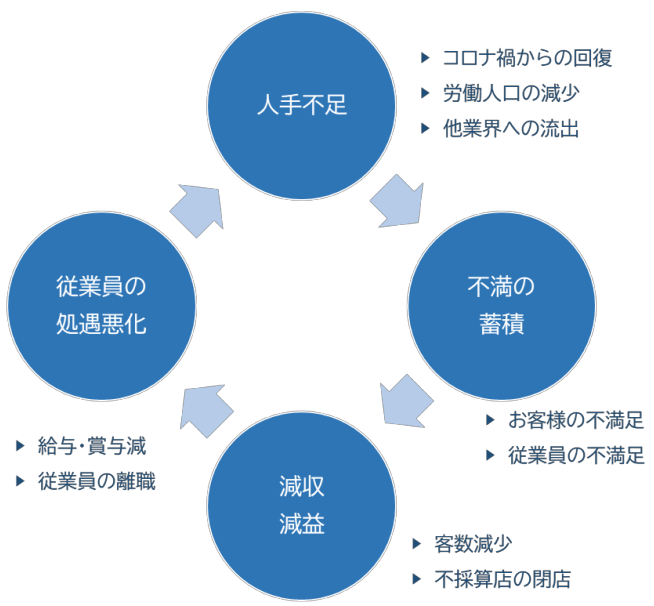 人手不足
▶ コロナ禍からの回復
▶ 労働人口の減少
▶ 他業界への流出
不満の
蓄積
▶ お客様の不満足
▶ 従業員の不満足
減収
減益
▶ 客数減少
▶ 不採算店の閉店
従業員の
処遇悪化
▶ 給与・賞与減
▶ 従業員の離職